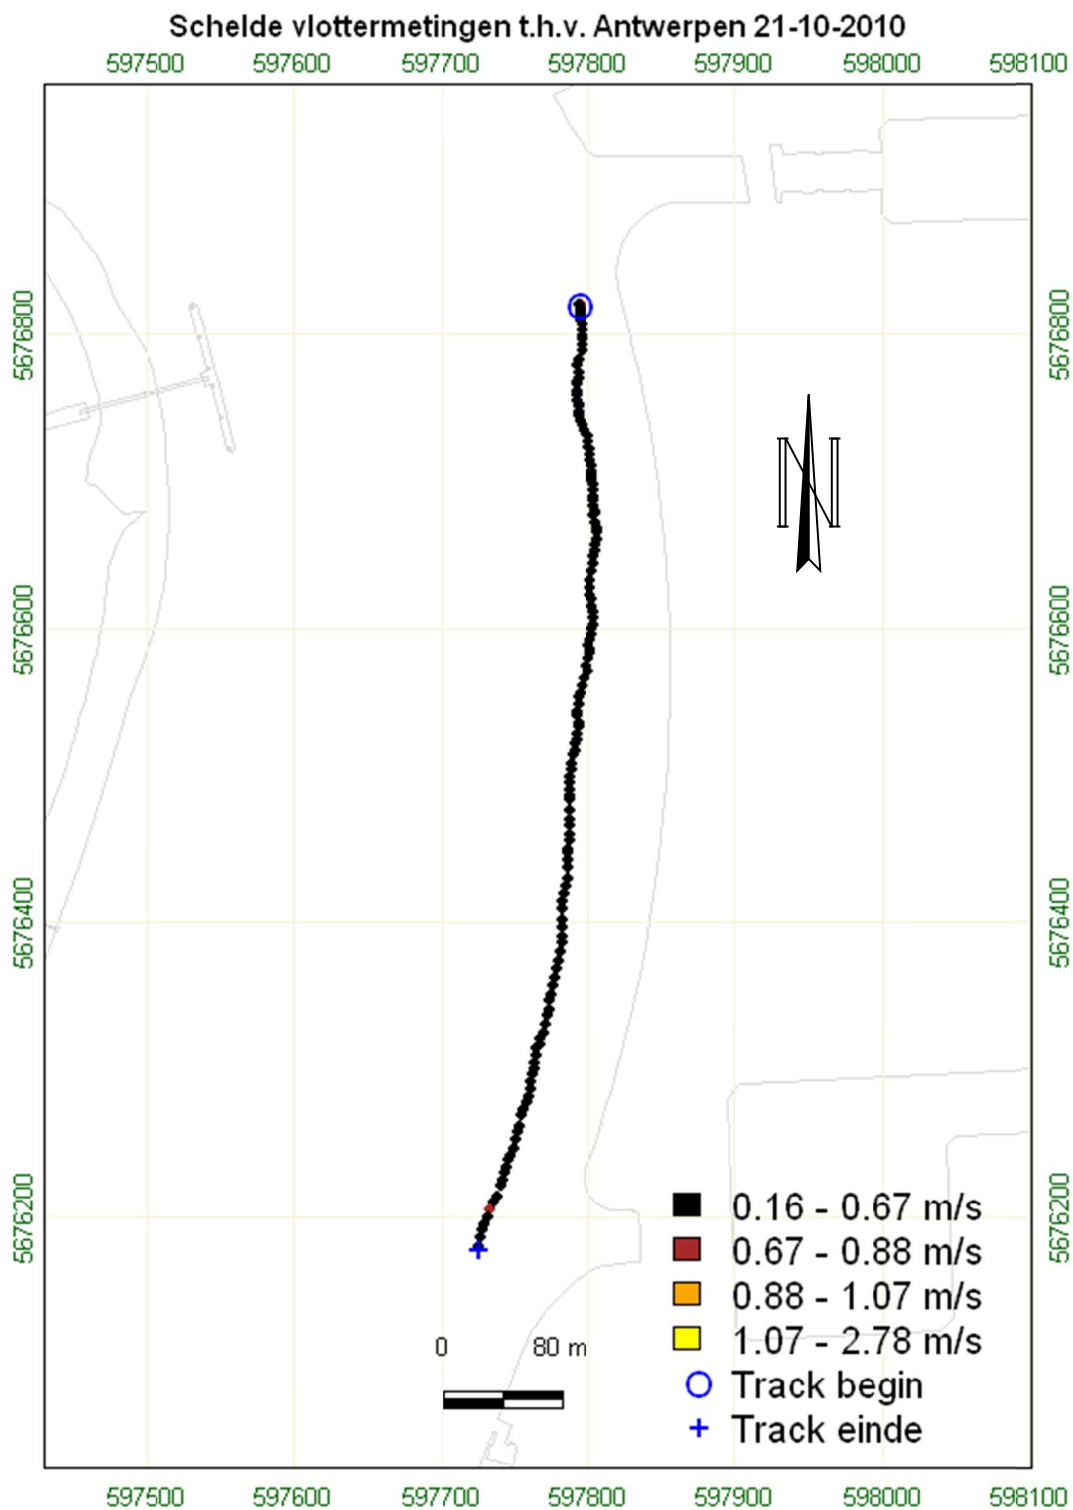 Schelde vlottermetingen t.h.v. Antwerpen 21-10-2010
597500 597600 597700 597800 597900 598000 598100
5676800 5676800
N
5676600 5676600
5676400 5676400
5676200 5676200
0.16 - 0.67 m/s
0.67 - 0.88 m/s
0.88 - 1.07 m/s
1.07 - 2.78 m/s
0 80 m
Track begin
Track einde
597500 597600 597700 597800 597900 598000 598100